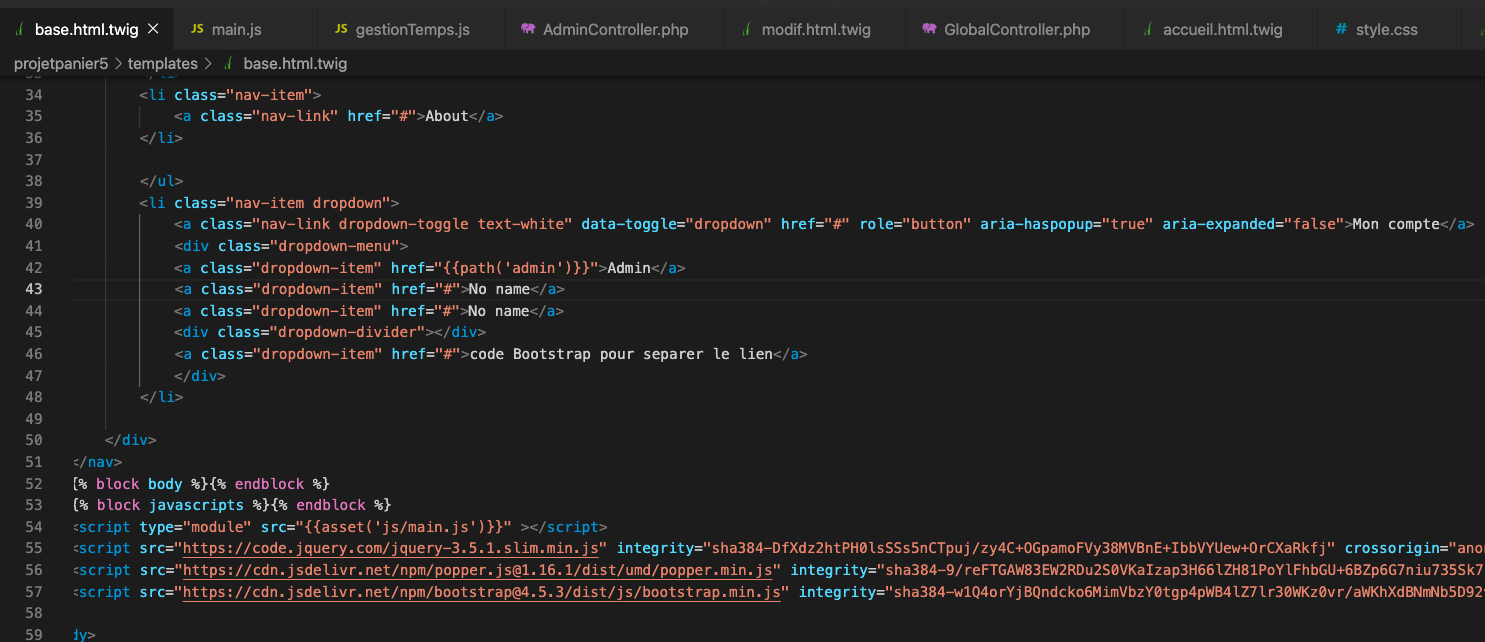 base.html.twig
JS main.js
JS gestionTemps.js
AdminController.php
modif.html.twig
GlobalController.php
accueil.html.twig
# style.css
projetpanier5 > templates > base.html.twig
34 <li class="nav-item">
35 <a class="nav-link" href="#">About</a>
36 </li>
37
38 </ul>
39 <li class="nav-item dropdown">
40 <a class="nav-link dropdown-toggle text-white" data-toggle="dropdown" href="#" role="button" aria-haspopup="true" aria-expanded="false">Mon compte</a>
41 <div class="dropdown-menu">
42 <a class="dropdown-item" href="{{path('admin')}}">Admin</a>
43 <a class="dropdown-item" href="#">No name</a>
44 <a class="dropdown-item" href="#">No name</a>
45 <div class="dropdown-divider"></div>
46 <a class="dropdown-item" href="#">code Bootstrap pour separer le lien</a>
47 </div>
48 </li>
49
50 </div>
51 </nav>
52 {% block body %}{% endblock %}
53 {% block javascripts %}{% endblock %}
54 <script type="module" src="{{asset('js/main.js')}}" ></script>
55 <script src="https://code.jquery.com/jquery-3.5.1.slim.min.js" integrity="sha384-DfXdz2htPH0lsSSs5nCTpuj/zy4C+OGpamoFVy38MVBnE+IbbVYUew+OrCXaRkfj" crossorigin="ano
56 <script src="https://cdn.jsdelivr.net/npm/popper.js@1.16.1/dist/umd/popper.min.js" integrity="sha384-9/reFTGAW83EW2RDu2S0VKaIzap3H66lZH81PoYlFhbGU+6BZp6G7niu735Sk7
57 <script src="https://cdn.jsdelivr.net/npm/bootstrap@4.5.3/dist/js/bootstrap.min.js" integrity="sha384-w1Q4orYjBQndcko6MimVbzY0tgp4pWB4lZ7lr30WKz0vr/aWKhXdBNmNb5D92
58
59 dy>